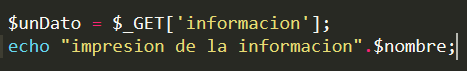 $unDato = $_GET['informacion'];
echo "impresion de la informacion".$nombre;